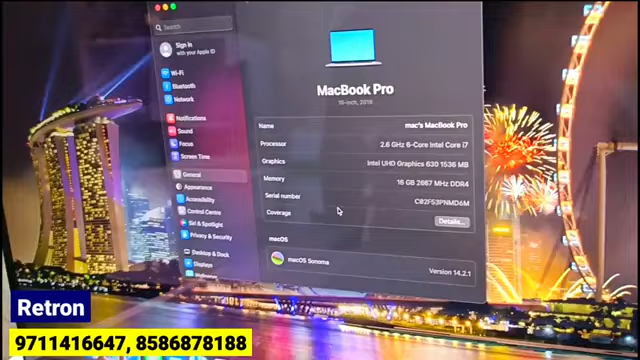 Search
Sign in
with your Apple ID
Wi-Fi
Bluetooth
Network
Notifications
Sound
Focus
Screen Time
General
Appearance
Accessibility
Control Centre
Siri & Spotlight
Privacy & Security
Desktop & Dock
Displays
Wallpaper
MacBook Pro
16-inch, 2019
Name mac's MacBook Pro
Processor 2.6 GHz 6-Core Intel Core i7
Graphics Intel UHD Graphics 630 1536 MB
Memory 16 GB 2667 MHz DDR4
Serial number C02F53PNMD6M
Coverage Details...
macOS
macOS Sonoma Version 14.2.1
Retron
9711416647, 8586878188